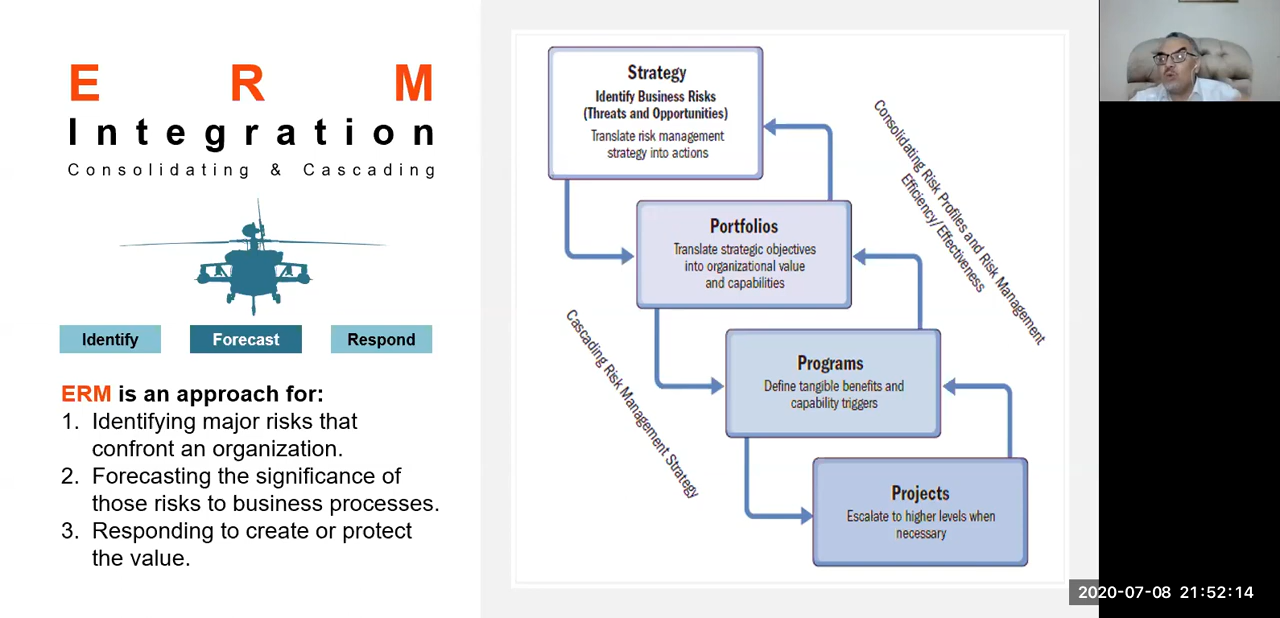 E R M
Integration
Consolidating & Cascading
Identify
Forecast
Respond
ERM is an approach for:
1. Identifying major risks that
confront an organization.
2. Forecasting the significance of
those risks to business processes.
3. Responding to create or protect
the value.
Strategy
Identify Business Risks
(Threats and Opportunities)
Translate risk management
strategy into actions
Portfolios
Translate strategic objectives
into organizational value
and capabilities
Programs
Define tangible benefits and
capability triggers
Projects
Escalate to higher levels when
necessary
Cascading Risk Management Strategy
Consolidating Risk Profiles and Risk Management
Efficiency/Effectiveness
2020-07-08 21:52:14